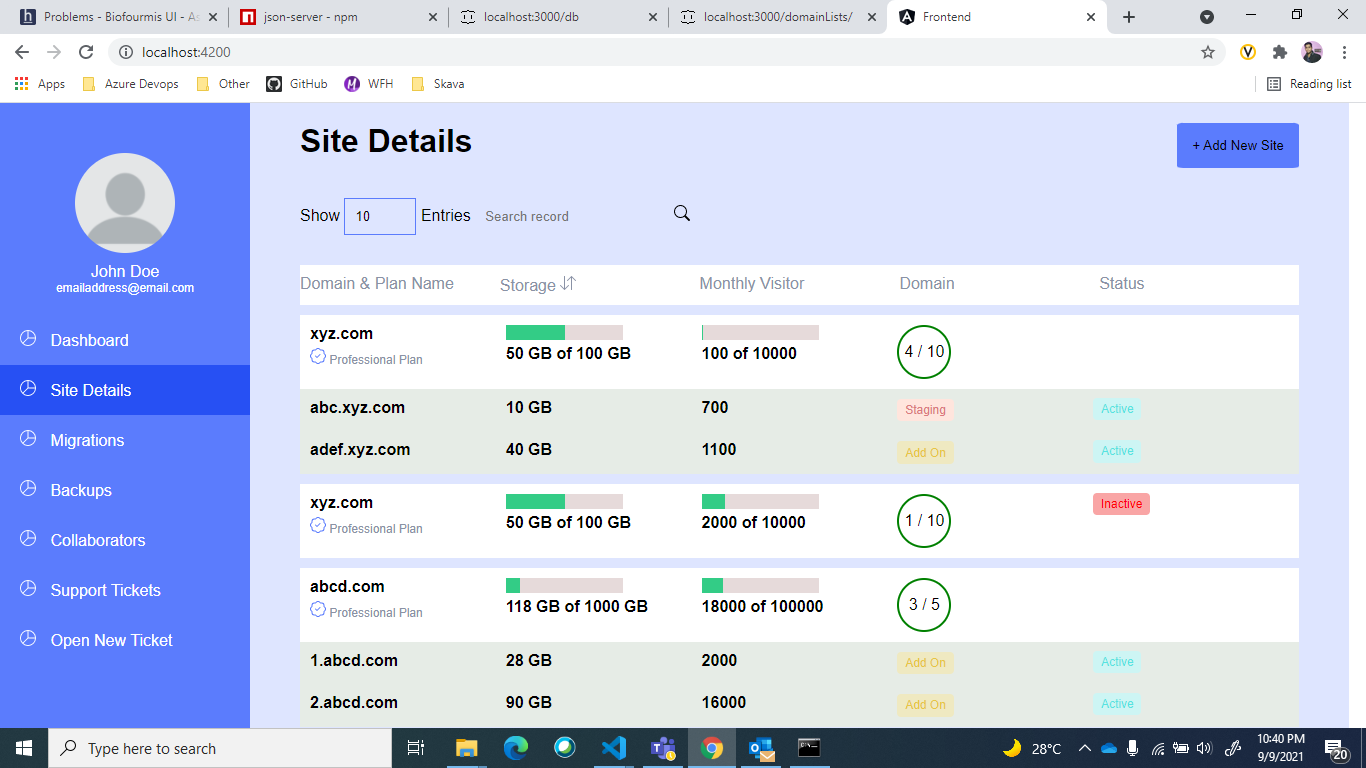 Problems - Biofourmis UI - As
json-server - npm
localhost:3000/db
localhost:3000/domainLists/
Frontend
localhost:4200
Apps
Azure Devops
Other
GitHub
WFH
Skava
Reading list
John Doe
emailaddress@email.com
Dashboard
Site Details
Migrations
Backups
Collaborators
Support Tickets
Open New Ticket
Site Details
+ Add New Site
Show 10 Entries Search record
Domain & Plan Name Storage Monthly Visitor Domain Status
xyz.com
Professional Plan
50 GB of 100 GB
100 of 10000
4 / 10
abc.xyz.com 10 GB 700 Staging Active
adef.xyz.com 40 GB 1100 Add On Active
xyz.com
Professional Plan
50 GB of 100 GB
2000 of 10000
1 / 10
Inactive
abcd.com
Professional Plan
118 GB of 1000 GB
18000 of 100000
3 / 5
1.abcd.com 28 GB 2000 Add On Active
2.abcd.com 90 GB 16000 Add On Active
Type here to search
28°C
10:40 PM
9/9/2021
20